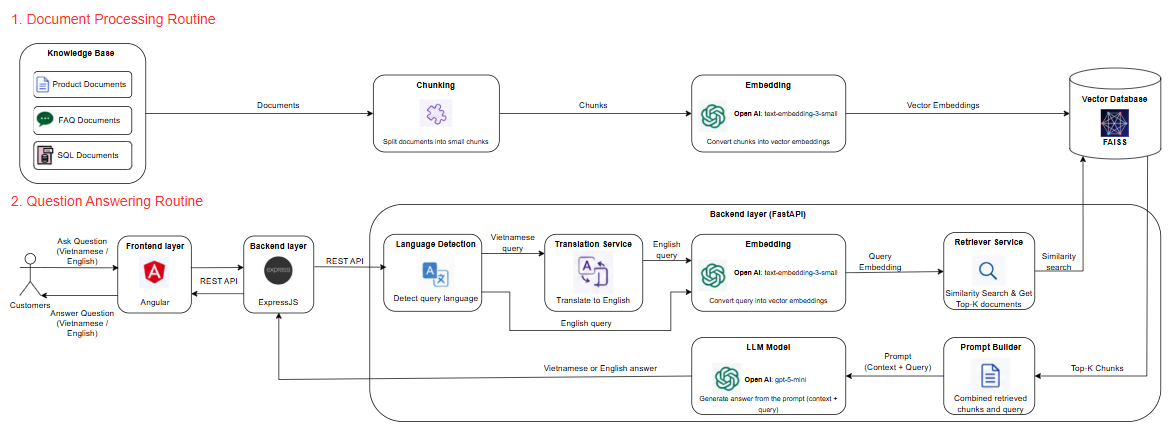 1. Document Processing Routine
Knowledge Base
Product Documents
FAQ Documents
SQL Documents
Documents
Chunking
Split documents into small chunks
Chunks
Embedding
Open AI: text-embedding-3-small
Convert chunks into vector embeddings
Vector Embeddings
Vector Database
FAISS
2. Question Answering Routine
Customers
Ask Question
(Vietnamese /
English)
Answer Question
(Vietnamese /
English)
Frontend layer
Angular
REST API
Backend layer
EXPRESS
ExpressJS
REST API
Backend layer (FastAPI)
Language Detection
Detect query language
Vietnamese
query
English query
Translation Service
Translate to English
English
query
Embedding
Open AI: text-embedding-3-small
Convert query into vector embeddings
Query
Embedding
Retriever Service
Similarity Search & Get
Top-K documents
Similarity
search
Top-K Chunks
Prompt Builder
Combined retrieved
chunks and query
Prompt
(Context + Query)
LLM Model
Open AI: gpt-5-mini
Generate answer from the prompt (context +
query)
Vietnamese or English answer